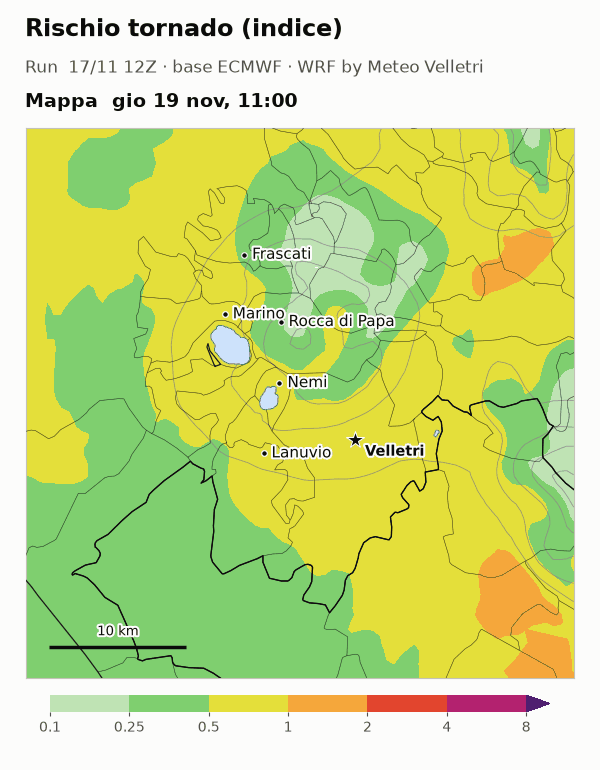 Rischio tornado (indice)
Run  17/11 12Z · base ECMWF · WRF by Meteo Velletri
Mappa  gio 19 nov, 11:00
Frascati
Marino
Rocca di Papa
Nemi
Velletri
Lanuvio
10 km
0.1 0.25 0.5 1 2 4 8